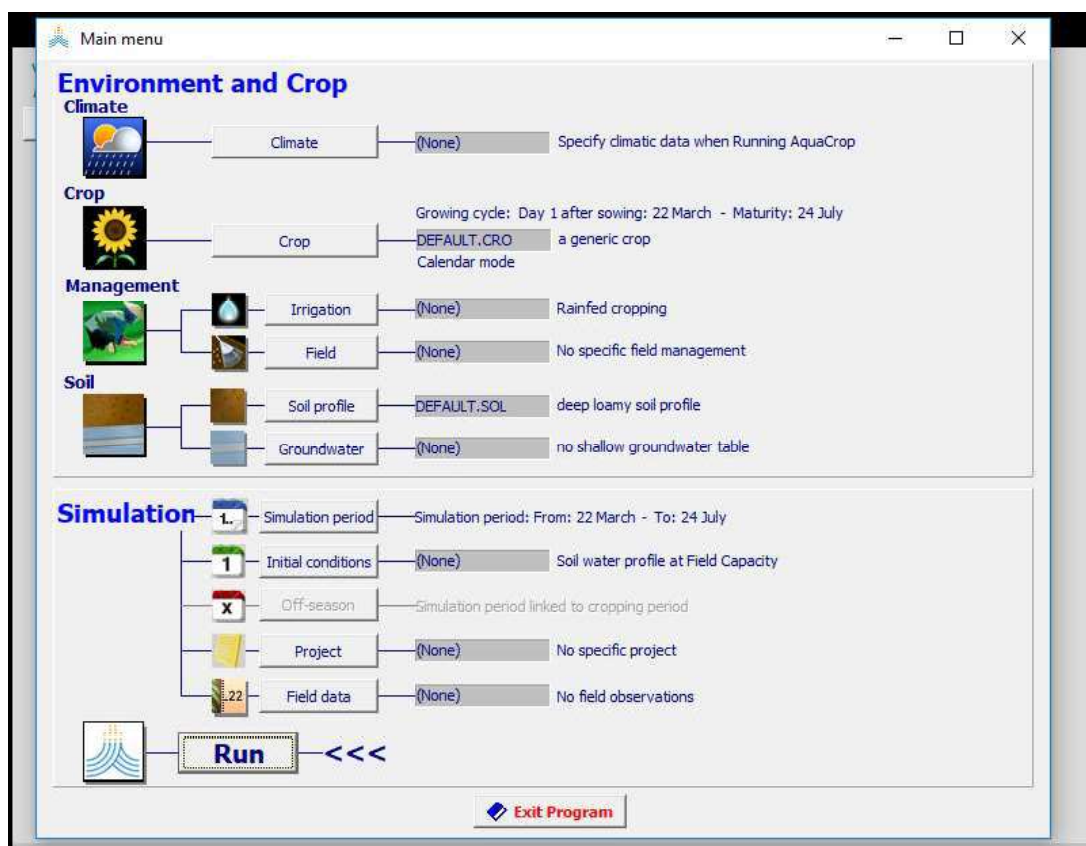 Main menu
Environment and Crop
Climate
Climate (None) Specify climatic data when Running AquaCrop
Crop
Growing cycle: Day 1 after sowing: 22 March - Maturity: 24 July
Crop DEFAULT.CRO a generic crop
Calendar mode
Management
Irrigation (None) Rainfed cropping
Field (None) No specific field management
Soil
Soil profile DEFAULT.SOL deep loamy soil profile
Groundwater (None) no shallow groundwater table
Simulation 1.. Simulation period Simulation period: From: 22 March - To: 24 July
1 Initial conditions (None) Soil water profile at Field Capacity
X Off-season Simulation period linked to cropping period
Project (None) No specific project
..22 Field data (None) No field observations
Run <<<
Exit Program